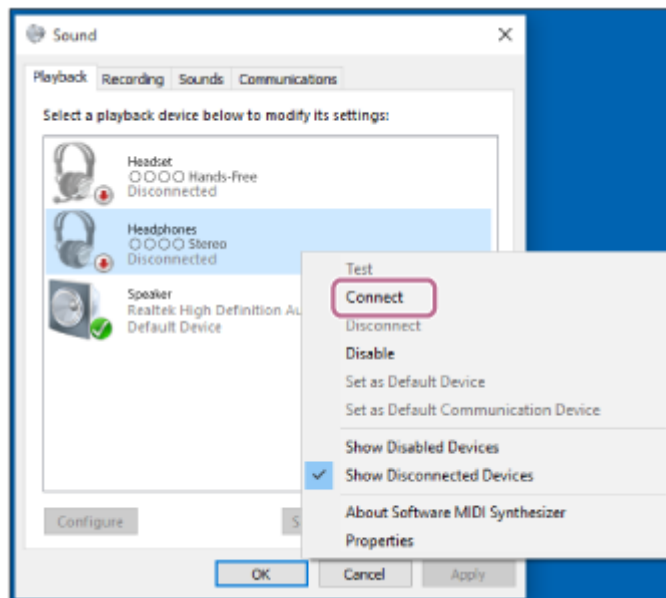 Sound
Playback Recording Sounds Communications
Select a playback device below to modify its settings:
Headset
○○○○ Hands-Free
Disconnected
Headphones
○○○○ Stereo
Disconnected
Speaker
Realtek High Definition Au
Default Device
Test
Connect
Disconnect
Disable
Set as Default Device
Set as Default Communication Device
Show Disabled Devices
Show Disconnected Devices
About Software MIDI Synthesizer
Properties
Configure
S
OK Cancel Apply